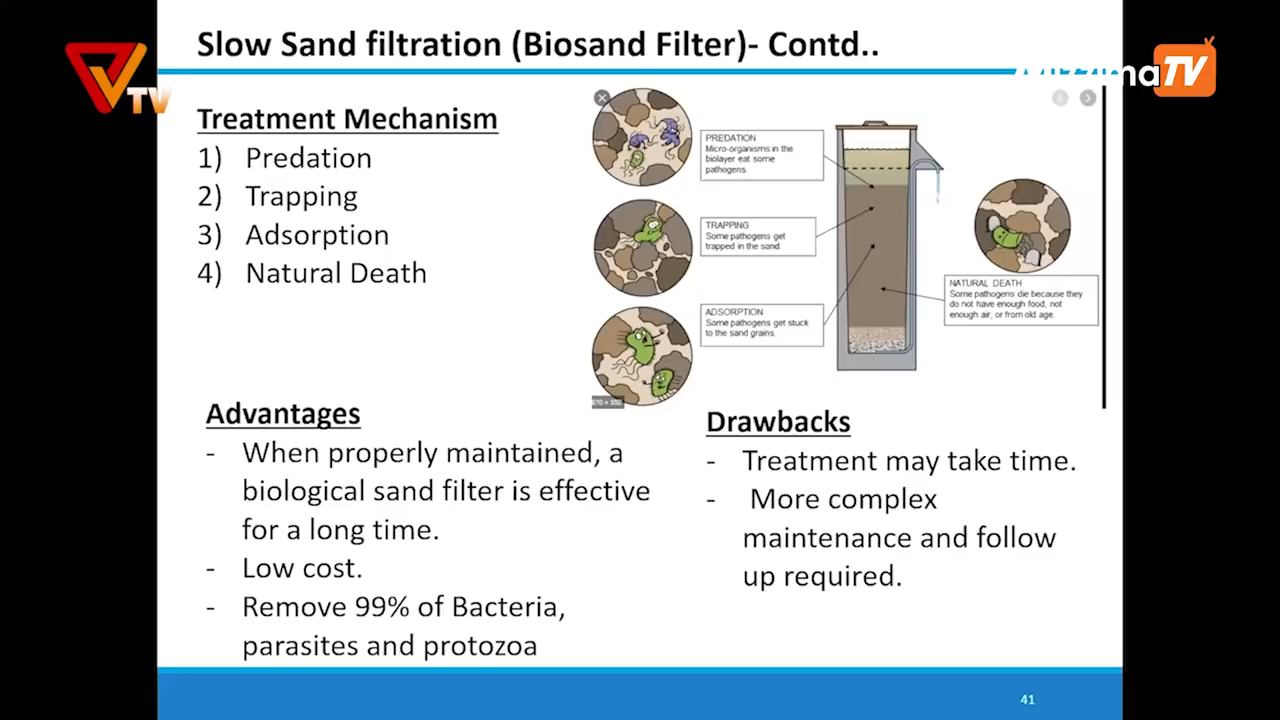 Slow Sand filtration (Biosand Filter)- Contd..
TV
MizzimaTV
Treatment Mechanism
1) Predation
2) Trapping
3) Adsorption
4) Natural Death
PREDATION
Micro-organisms in the
biolayer eat some
pathogens.
TRAPPING
Some pathogens get
trapped in the sand
ADSORPTION
Some pathogens get stuck
to the sand grains.
NATURAL DEATH
Some pathogens die because they
do not have enough food, not
enough air, or from old age.
Advantages
- When properly maintained, a
biological sand filter is effective
for a long time.
- Low cost.
- Remove 99% of Bacteria,
parasites and protozoa
Drawbacks
- Treatment may take time.
- More complex
maintenance and follow
up required.
41